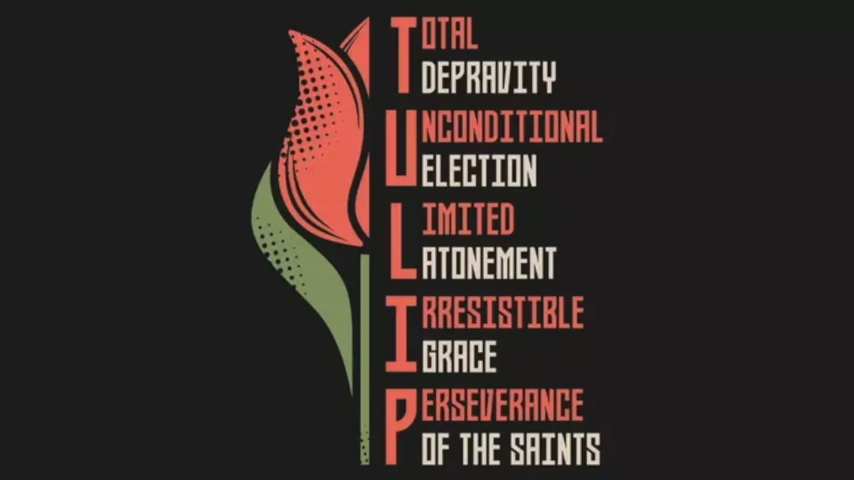 TOTAL
DEPRAVITY
UNCONDITIONAL
ELECTION
LIMITED
ATONEMENT
IRRESISTIBLE
GRACE
PERSEVERANCE
OF THE SAINTS